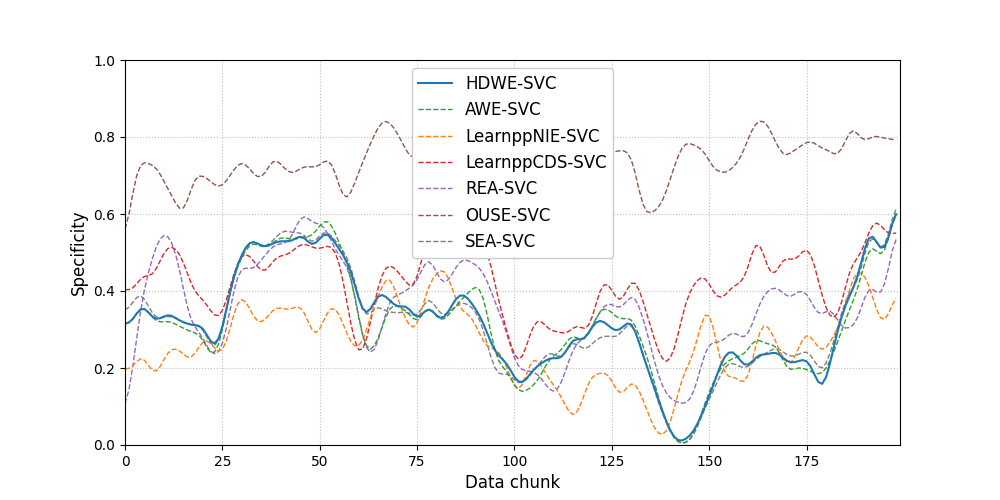 1.0
0.8
0.6
0.4
0.2
0.0
Specificity
HDWE-SVC
AWE-SVC
LearnppNIE-SVC
LearnppCDS-SVC
REA-SVC
OUSE-SVC
SEA-SVC
0 25 50 75 100 125 150 175
Data chunk